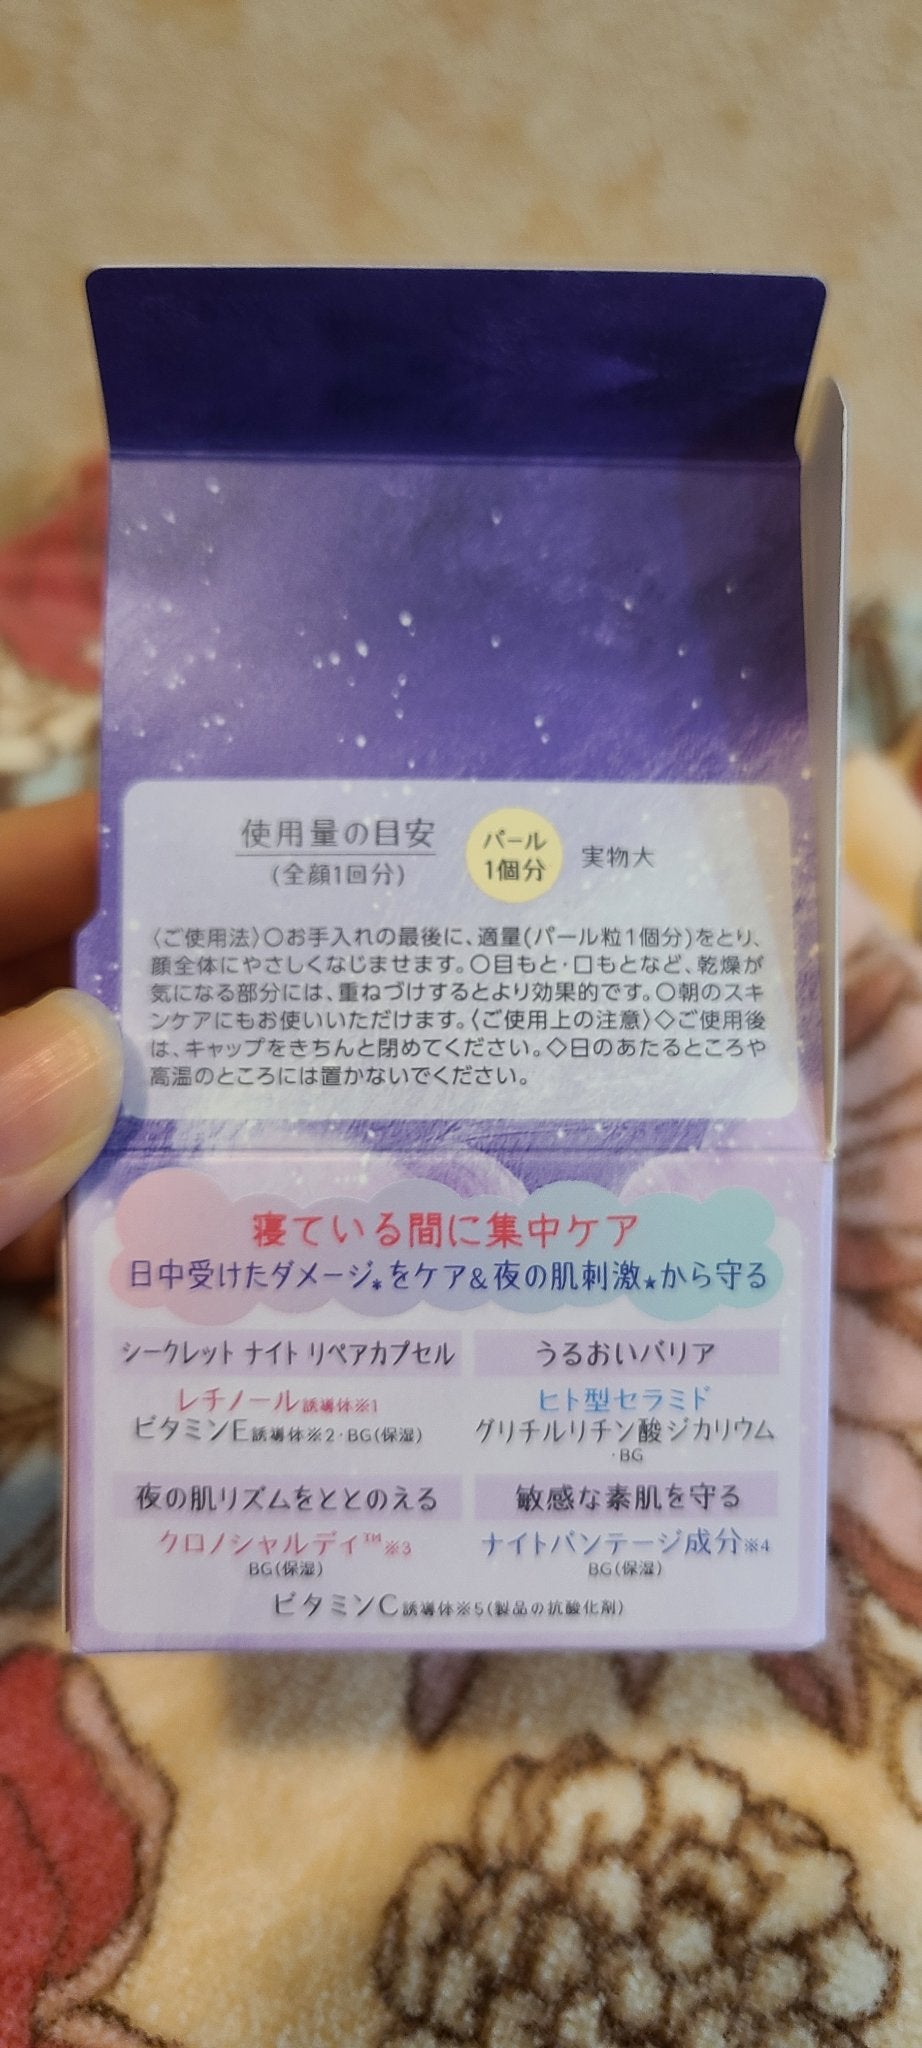 使用量の目安
(全顔1回分)
パール
1個分
実物大
〈ご使用法〉○お手入れの最後に、適量(パール粒1個分)をとり、
顔全体にやさしくなじませます。○目もと・口もとなど、乾燥が
気になる部分には、重ねづけするとより効果的です。○朝のスキ
ンケアにもお使いいただけます。〈ご使用上の注意〉◇ご使用後
は、キャップをきちんと閉めてください。◇日のあたるところや
高温のところには置かないでください。
寝ている間に集中ケア
日中受けたダメージ*をケア&夜の肌刺激★から守る
シークレット ナイト リペアカプセル
レチノール誘導体※1
ビタミンE誘導体※2・BG(保湿)
うるおいバリア
ヒト型セラミド
グリチルリチン酸ジカリウム
・BG
夜の肌リズムをととのえる
クロノシャルディ™※3
BG(保湿)
敏感な素肌を守る
ナイトバンテージ成分※4
BG(保湿)
ビタミンC誘導体※5(製品の抗酸化剤)